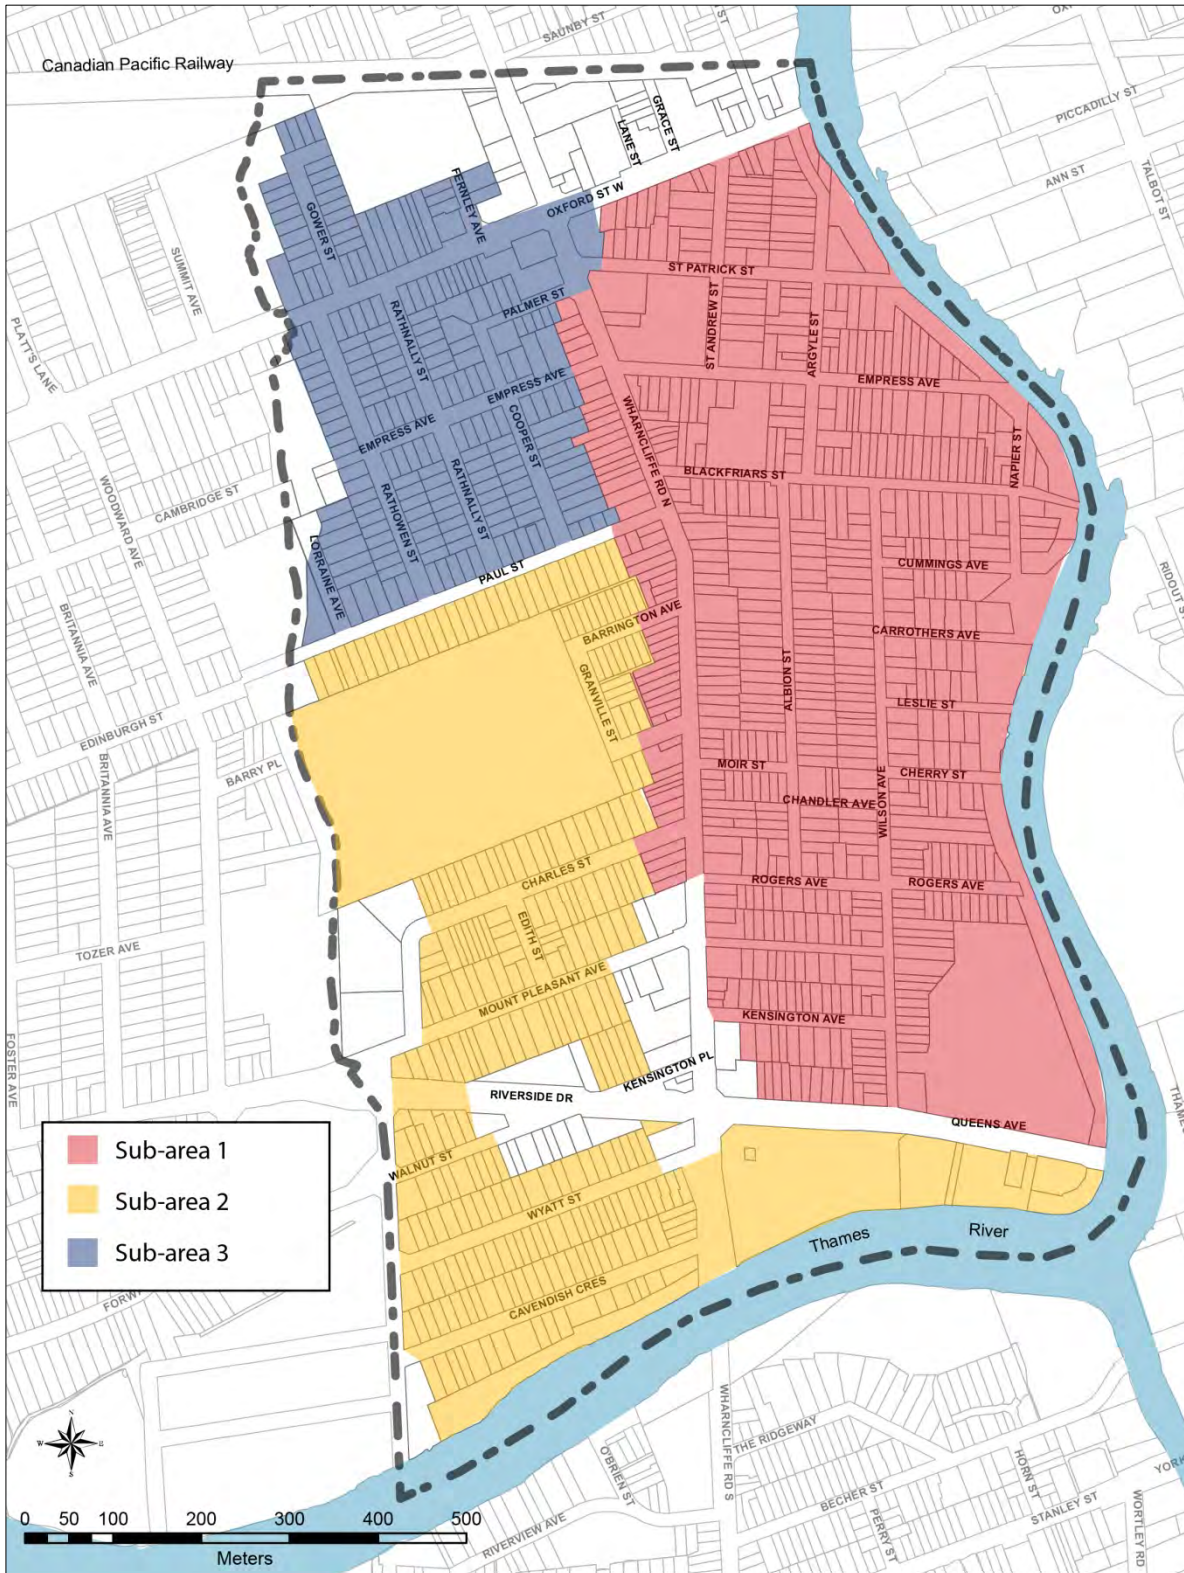 SAUNBY ST
Canadian Pacific Railway
PICCADILLY ST
GRACE ST
LANE ST
ANN ST
TALBOT ST
FERNLEY AVE
OXFORD ST W
GOWER ST
SUMMIT AVE
ST PATRICK ST
PALMER ST
RATHNALLY ST
ST ANDREW ST
ARGYLE ST
PLATT'S LANE
EMPRESS AVE
EMPRESS AVE
EMPRESS AVE
WHARNCLIFFE RD N
COOPER ST
NAPIER ST
BLACKFRIARS ST
WOODWARD AVE
CAMBRIDGE ST
RATHOWEN ST
RATHNALLY ST
LORRAINE AVE
PAUL ST
CUMMINGS AVE
RIDOUT S
BRITANNIA AVE
BARRINGTON AVE
CARROTHERS AVE
ALBION ST
GRANVILLE ST
LESLIE ST
EDINBURGH ST
BARRY PL
BRITANNIA AVE
MOIR ST
CHERRY ST
CHANDLER AVE
WILSON AVE
CHARLES ST
ROGERS AVE
ROGERS AVE
EDITH ST
TOZER AVE
MOUNT PLEASANT AVE
KENSINGTON AVE
FOSTER AVE
KENSINGTON PL
RIVERSIDE DR
THAMES
QUEENS AVE
Sub-area 1
WALNUT ST
Sub-area 2
WYATT ST
Sub-area 3
Thames River
CAVENDISH CRES
FORW
WHARNCLIFFE RD S
THE RIDGEWAY
O'BRIEN ST
HORN ST
YORK
BECHER ST
STANLEY ST
WORTLEY RD
PERRY ST
RIVERVIEW AVE
N
W E
S
0 50 100 200 300 400 500
Meters